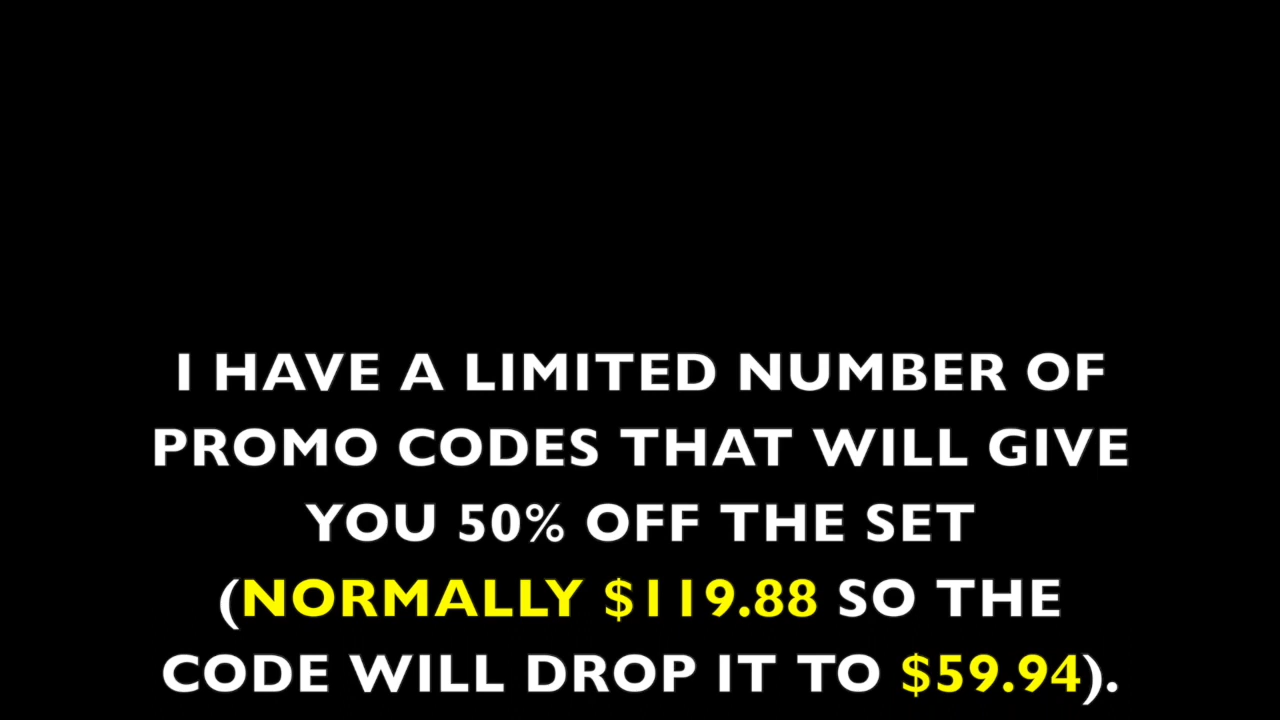 I HAVE A LIMITED NUMBER OF
PROMO CODES THAT WILL GIVE
YOU 50% OFF THE SET
(NORMALLY $119.88 SO THE
CODE WILL DROP IT TO $59.94).